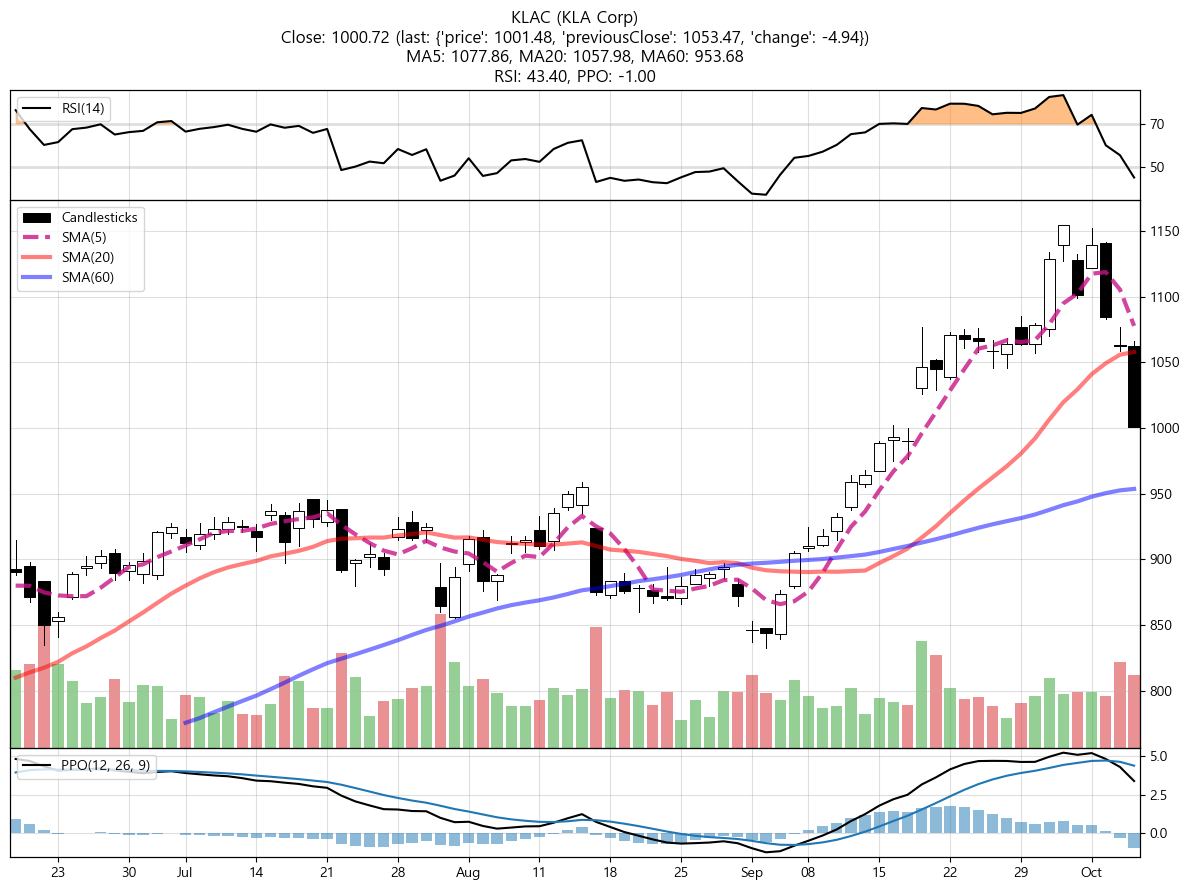 KLAC (KLA Corp)
Close: 1000.72 (last: {'price': 1001.48, 'previousClose': 1053.47, 'change': -4.94})
MA5: 1077.86, MA20: 1057.98, MA60: 953.68
RSI: 43.40, PPO: -1.00
RSI(14)
70
50
Candlesticks
SMA(5)
SMA(20)
SMA(60)
1150
1100
1050
1000
950
900
850
800
PPO(12, 26, 9)
5.0
2.5
0.0
23 30 Jul 14 21 28 Aug 11 18 25 Sep 08 15 22 29 Oct